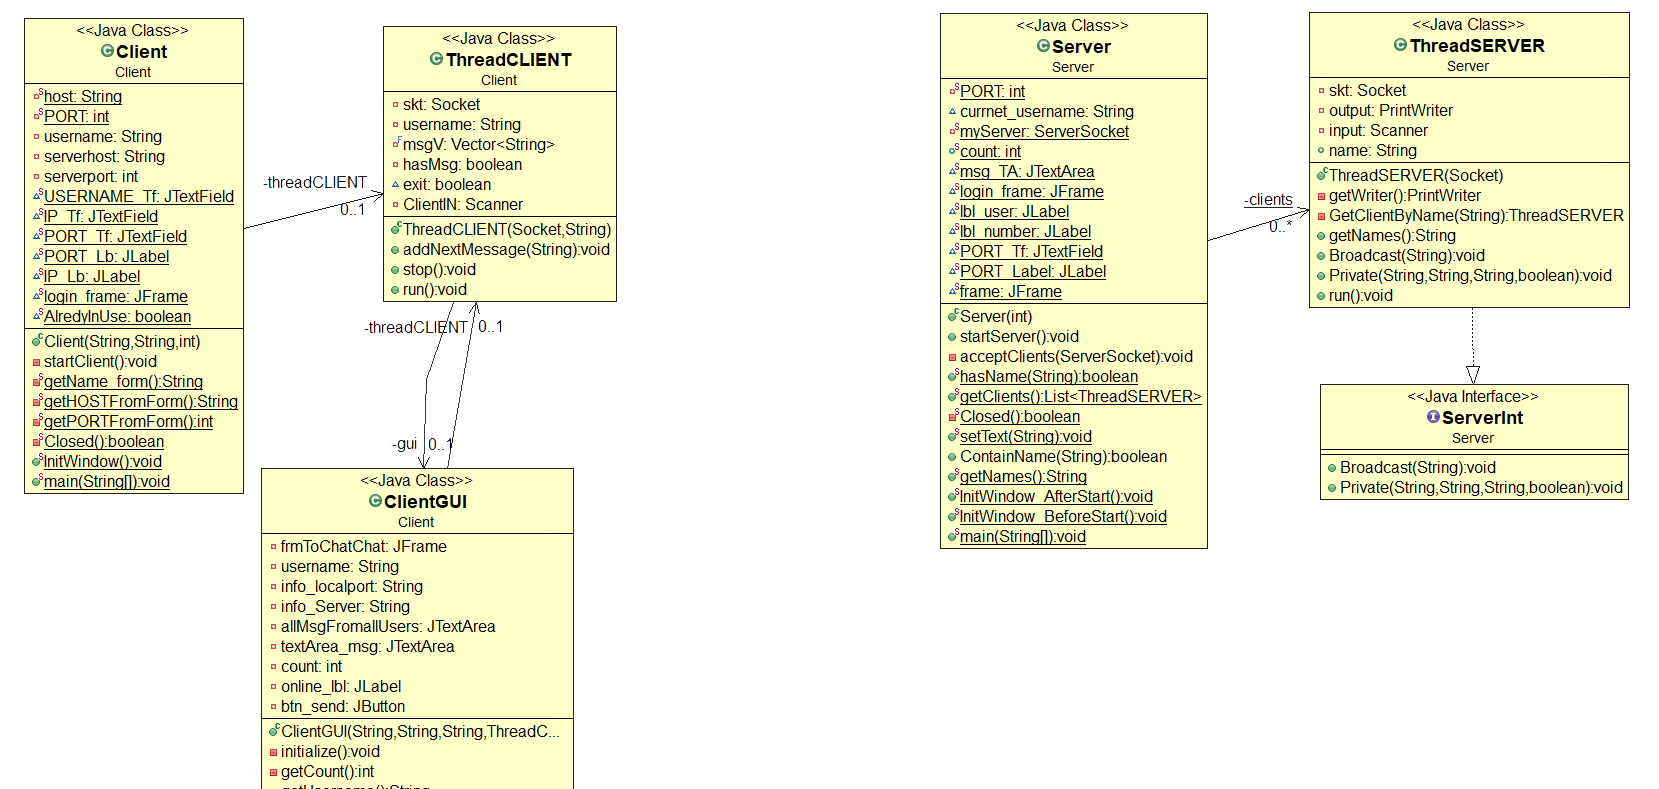 <<Java Class>>
Client
Client
host: String
PORT: int
username: String
serverhost: String
serverport: int
USERNAME_Tf: JTextField
IP_Tf: JTextField
PORT_Tf: JTextField
PORT_Lb: JLabel
IP_Lb: JLabel
login_frame: JFrame
AlredyInUse: boolean
Client(String,String,int)
startClient():void
getName_form():String
getHOSTFromForm():String
getPORTFromForm():int
Closed():boolean
InitWindow():void
main(String[]):void
-threadCLIENT
0..1
<<Java Class>>
ThreadCLIENT
Client
skt: Socket
username: String
msgV: Vector<String>
hasMsg: boolean
exit: boolean
ClientIN: Scanner
ThreadCLIENT(Socket,String)
addNextMessage(String):void
stop():void
run():void
-threadCLIENT
0..1
-gui
0..1
<<Java Class>>
ClientGUI
Client
frmToChatChat: JFrame
username: String
info_localport: String
info_Server: String
allMsgFromallUsers: JTextArea
textArea_msg: JTextArea
count: int
online_lbl: JLabel
btn_send: JButton
ClientGUI(String,String,String,ThreadC...
initialize():void
getCount():int
<<Java Class>>
Server
Server
PORT: int
currnet_username: String
myServer: ServerSocket
count: int
msg_TA: JTextArea
login_frame: JFrame
lbl_user: JLabel
lbl_number: JLabel
PORT_Tf: JTextField
PORT_Label: JLabel
frame: JFrame
Server(int)
startServer():void
acceptClients(ServerSocket):void
hasName(String):boolean
getClients():List<ThreadSERVER>
Closed():boolean
setText(String):void
ContainName(String):boolean
getNames():String
InitWindow_AfterStart():void
InitWindow_BeforeStart():void
main(String[]):void
-clients
0..*
<<Java Class>>
ThreadSERVER
Server
skt: Socket
output: PrintWriter
input: Scanner
name: String
ThreadSERVER(Socket)
getWriter():PrintWriter
GetClientByName(String):ThreadSERVER
getNames():String
Broadcast(String):void
Private(String,String,String,boolean):void
run():void
<<Java Interface>>
ServerInt
Server
Broadcast(String):void
Private(String,String,String,boolean):void